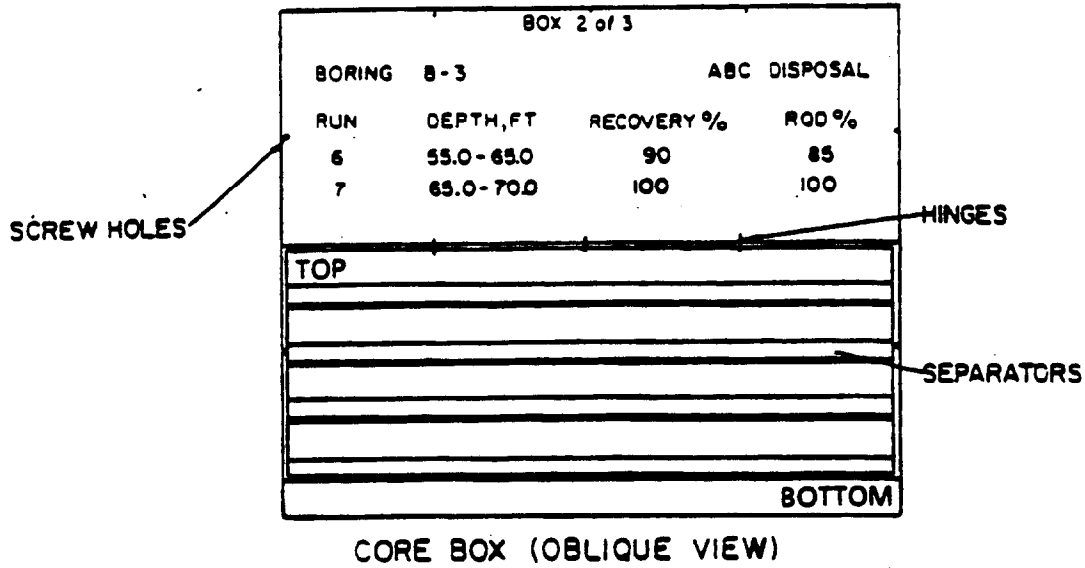 BOX 2 of 3
BORING B-3 ABC DISPOSAL
RUN DEPTH, FT RECOVERY % RQD %
6 55.0-65.0 90 85
7 65.0-70.0 100 100
SCREW HOLES
HINGES
TOP
SEPARATORS
BOTTOM
CORE BOX (OBLIQUE VIEW)